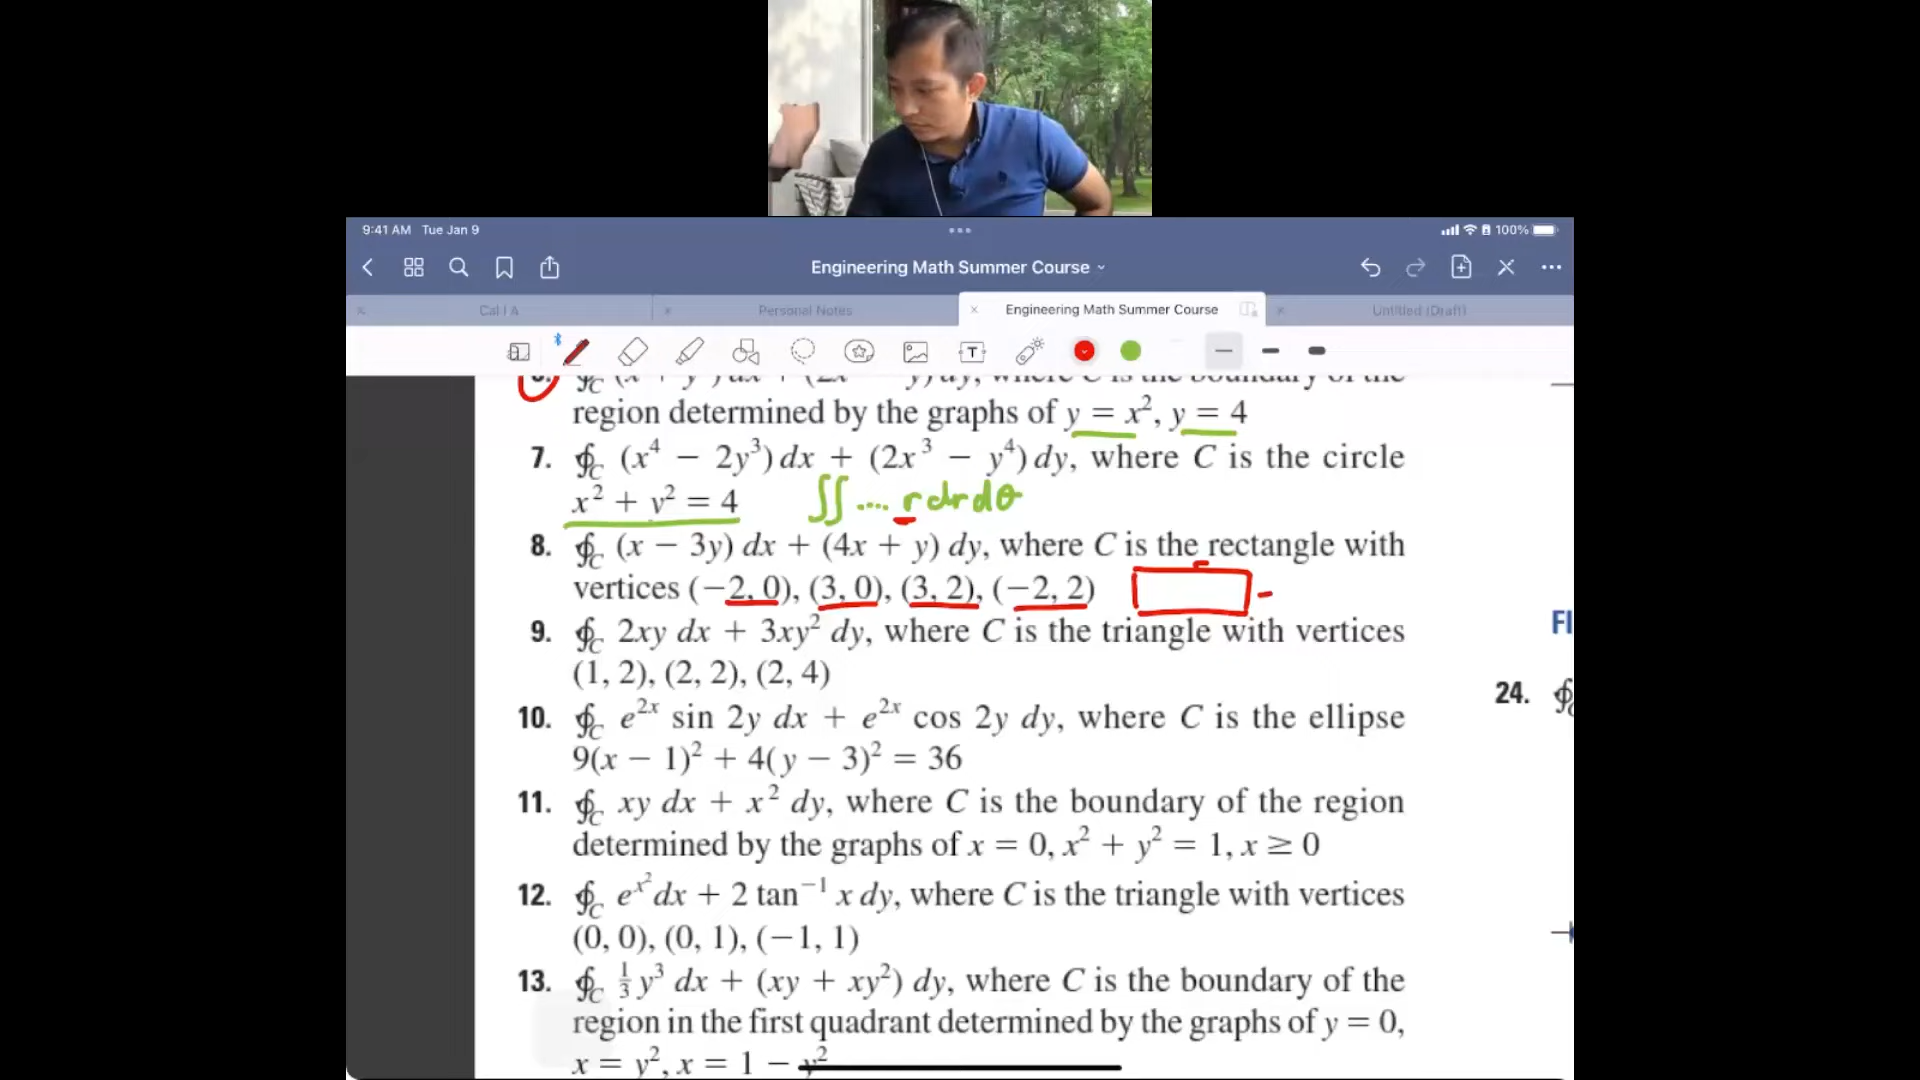 9:41 AM Tue Jan 9
100%
Engineering Math Summer Course
Cal I A
Personal Notes
Engineering Math Summer Course
Untitled (Draft)
T
region determined by the graphs of y = x², y = 4
7. ∮C (x⁴ − 2y³) dx + (2x³ − y⁴) dy, where C is the circle
x² + y² = 4 ∬ .... r dr dθ
8. ∮C (x − 3y) dx + (4x + y) dy, where C is the rectangle with
vertices (−2, 0), (3, 0), (3, 2), (−2, 2)
9. ∮C 2xy dx + 3xy² dy, where C is the triangle with vertices
(1, 2), (2, 2), (2, 4)
10. ∮C e²ˣ sin 2y dx + e²ˣ cos 2y dy, where C is the ellipse
9(x − 1)² + 4(y − 3)² = 36
11. ∮C xy dx + x² dy, where C is the boundary of the region
determined by the graphs of x = 0, x² + y² = 1, x ≥ 0
12. ∮C e^x² dx + 2 tan⁻¹ x dy, where C is the triangle with vertices
(0, 0), (0, 1), (−1, 1)
13. ∮C 1/3 y³ dx + (xy + xy²) dy, where C is the boundary of the
region in the first quadrant determined by the graphs of y = 0,
x = y², x = 1 − y²
24. ∮